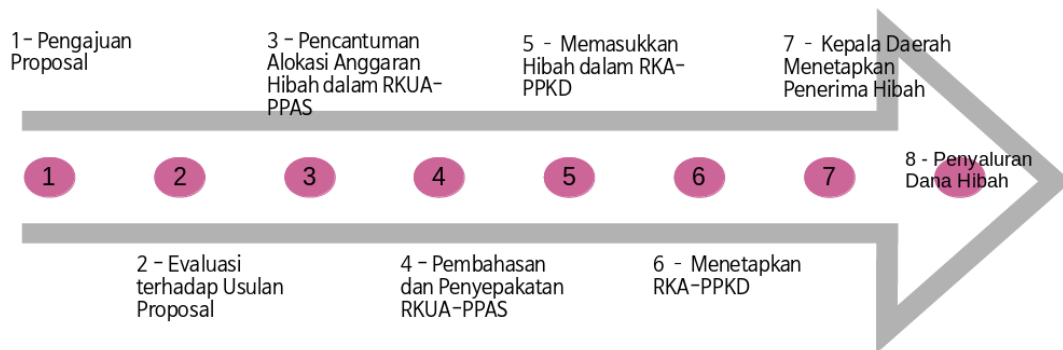 1 – Pengajuan
Proposal
3 – Pencantuman
Alokasi Anggaran
Hibah dalam RKUA-
PPAS
5 - Memasukkan
Hibah dalam RKA-
PPKD
7 - Kepala Daerah
Menetapkan
Penerima Hibah
1
2
3
4
5
6
7
8 - Penyaluran
Dana Hibah
2 – Evaluasi
terhadap Usulan
Proposal
4 – Pembahasan
dan Penyepakatan
RKUA-PPAS
6 - Menetapkan
RKA-PPKD